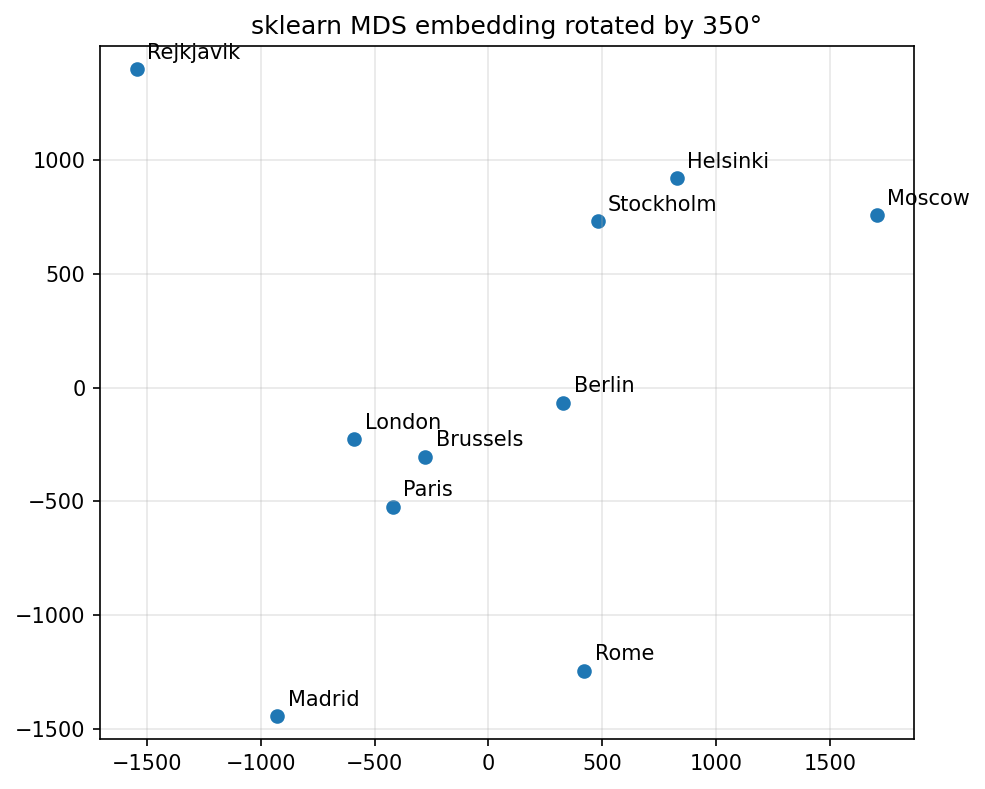 sklearn MDS embedding rotated by 350°
Rejkjavik
Helsinki
Moscow
Stockholm
Berlin
London
Brussels
Paris
Rome
Madrid
1000
500
0
−500
−1000
−1500
−1500
−1000
−500
0
500
1000
1500